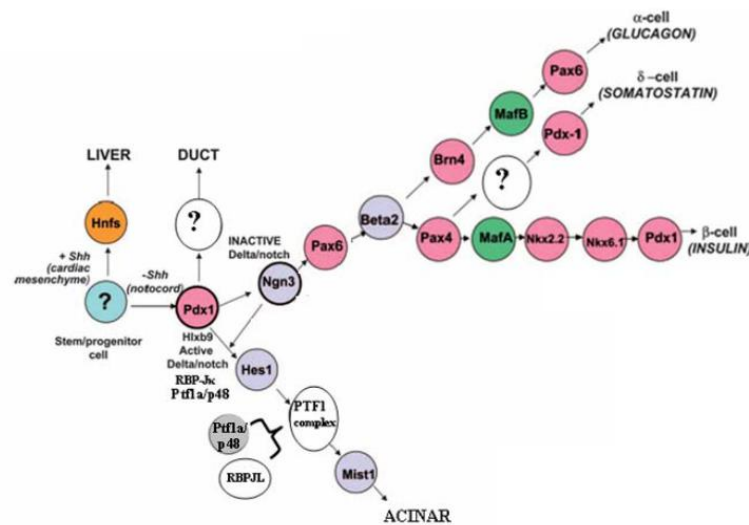 α-cell
(GLUCAGON)
Pax6
δ -cell
(SOMATOSTATIN)
MafB
Pdx-1
LIVER
DUCT
Brn4
?
Hnfs
?
INACTIVE
Delta/notch
Beta2
Pax6
Pax4
MafA
Nkx2.2
Nkx6.1
Pdx1
β-cell
(INSULIN)
+ Shh
(cardiac
mesenchyme)
-Shh
(notocord)
Ngn3
?
Pdx1
Stem/progenitor
cell
Hlxb9
Active
Delta/notch
RBP-Jκ
Ptf1a/p48
Hes1
PTF1
complex
Ptf1a/
p48
RBPJL
Mist1
ACINAR